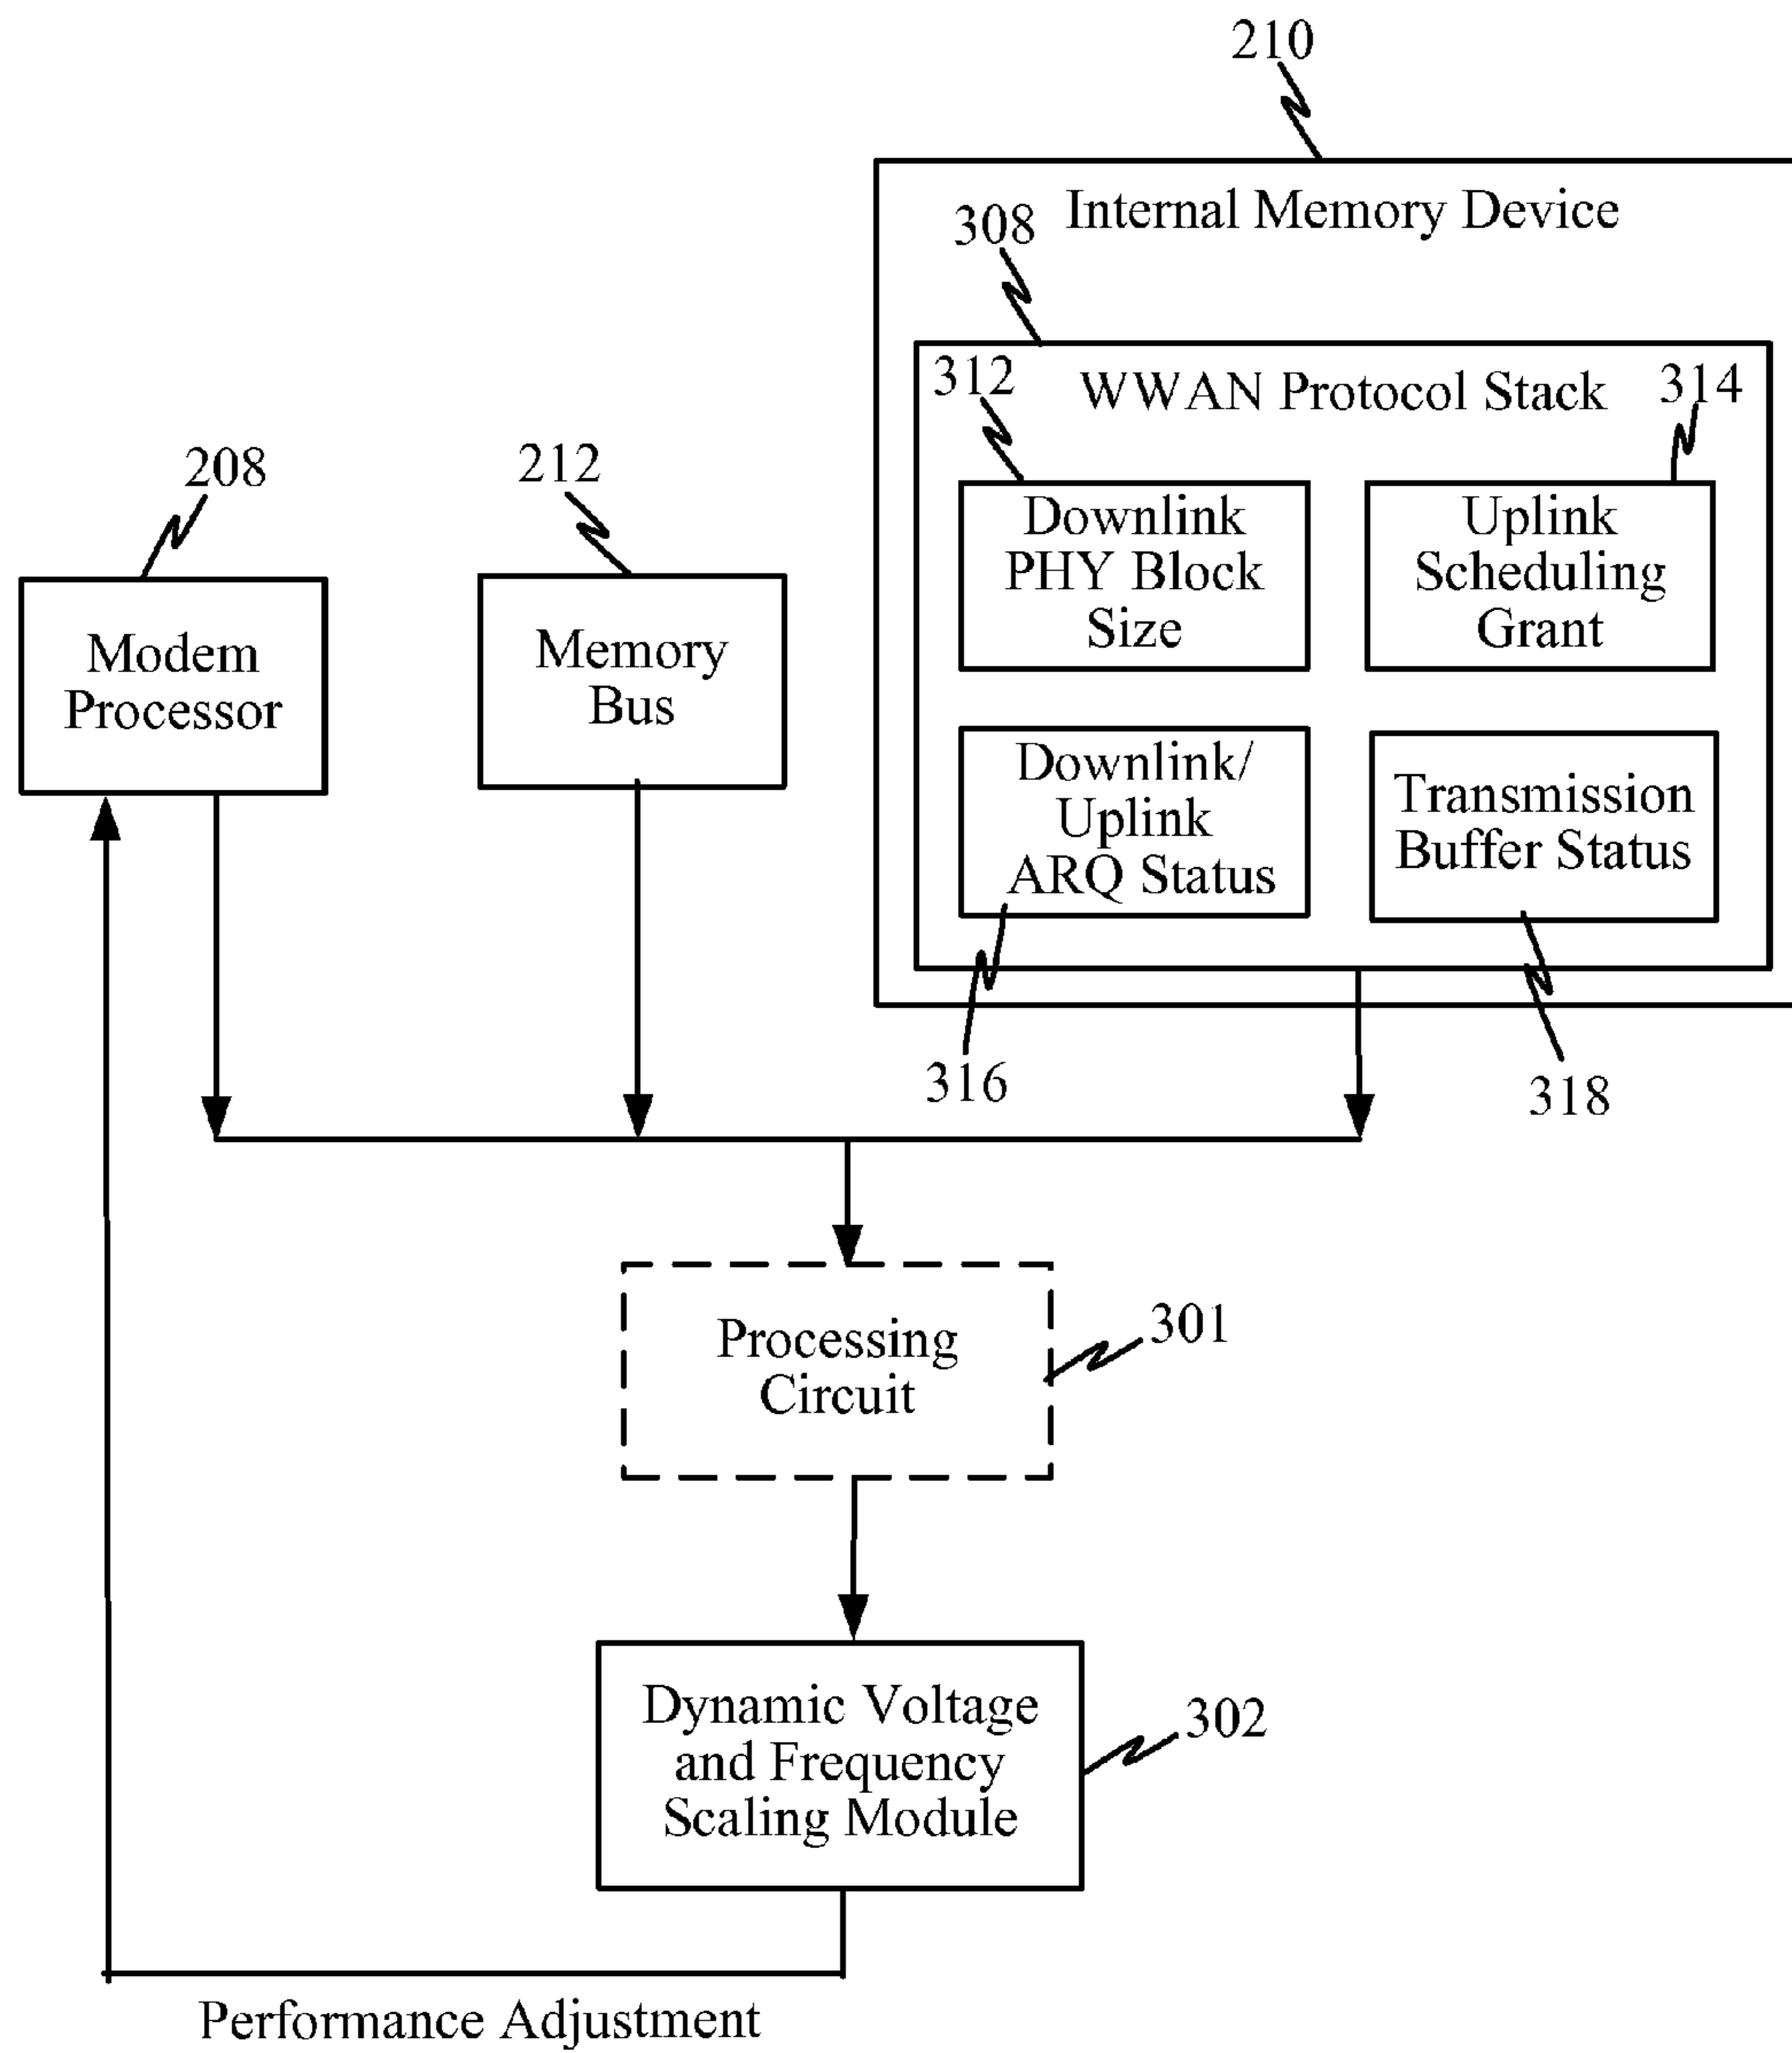 210
Internal Memory Device
308
WWAN Protocol Stack
312
314
Downlink
PHY Block
Size
Uplink
Scheduling
Grant
Downlink/
Uplink
ARQ Status
Transmission
Buffer Status
316
318
208
Modem
Processor
212
Memory
Bus
Processing
Circuit
301
Dynamic Voltage
and Frequency
Scaling Module
302
Performance Adjustment